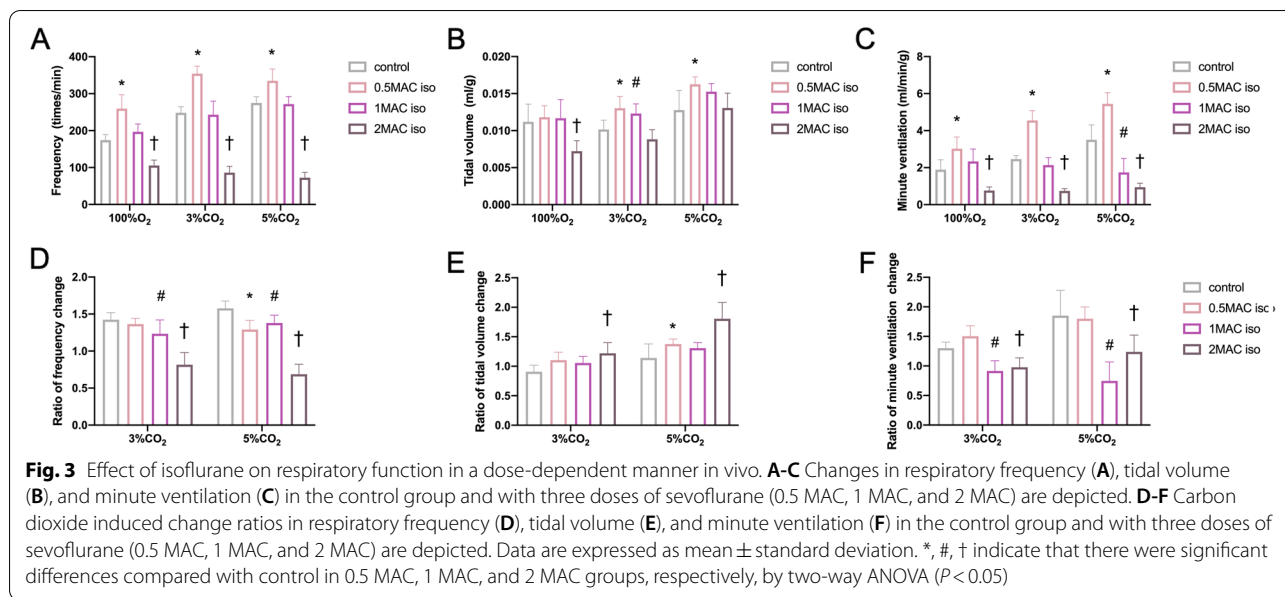 A
Frequency (times/min)
400
300
200
100
0
*
†
*
†
*
†
100%O2
3%CO2
5%CO2
control
0.5MAC iso
1MAC iso
2MAC iso
B
Tidal volume (ml/g)
0.020
0.015
0.010
0.005
0.000
†
*
#
*
100%O2
3%CO2
5%CO2
control
0.5MAC iso
1MAC iso
2MAC iso
C
Minute ventilation (ml/min/g)
8
6
4
2
0
*
†
*
†
*
#
†
100%O2
3%CO2
5%CO2
control
0.5MAC iso
1MAC iso
2MAC iso
D
Ratio of frequency change
2.0
1.5
1.0
0.5
0.0
#
†
*
#
†
3%CO2
5%CO2
E
Ratio of tidal volume change
2.5
2.0
1.5
1.0
0.5
0.0
†
*
†
3%CO2
5%CO2
F
Ratio of minute ventilation change
2.5
2.0
1.5
1.0
0.5
0.0
#
†
#
†
3%CO2
5%CO2
control
0.5MAC iso
1MAC iso
2MAC iso
Fig. 3 Effect of isoflurane on respiratory function in a dose-dependent manner in vivo. A-C Changes in respiratory frequency (A), tidal volume
(B), and minute ventilation (C) in the control group and with three doses of sevoflurane (0.5 MAC, 1 MAC, and 2 MAC) are depicted. D-F Carbon
dioxide induced change ratios in respiratory frequency (D), tidal volume (E), and minute ventilation (F) in the control group and with three doses of
sevoflurane (0.5 MAC, 1 MAC, and 2 MAC) are depicted. Data are expressed as mean ± standard deviation. *, #, † indicate that there were significant
differences compared with control in 0.5 MAC, 1 MAC, and 2 MAC groups, respectively, by two-way ANOVA (P < 0.05)